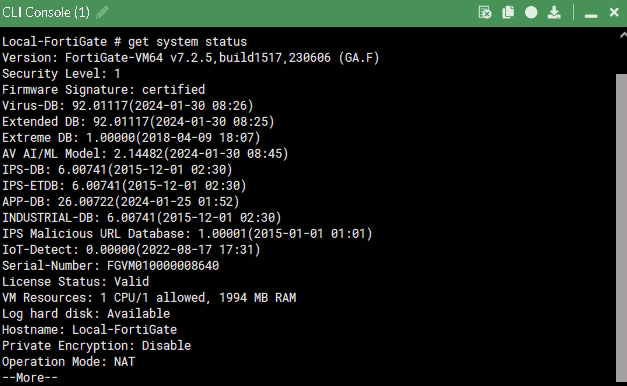 CLI Console (1)
Local-FortiGate # get system status
Version: FortiGate-VM64 v7.2.5,build1517,230606 (GA.F)
Security Level: 1
Firmware Signature: certified
Virus-DB: 92.01117(2024-01-30 08:26)
Extended DB: 92.01117(2024-01-30 08:25)
Extreme DB: 1.00000(2018-04-09 18:07)
AV AI/ML Model: 2.14482(2024-01-30 08:45)
IPS-DB: 6.00741(2015-12-01 02:30)
IPS-ETDB: 6.00741(2015-12-01 02:30)
APP-DB: 26.00722(2024-01-25 01:52)
INDUSTRIAL-DB: 6.00741(2015-12-01 02:30)
IPS Malicious URL Database: 1.00001(2015-01-01 01:01)
IoT-Detect: 0.00000(2022-08-17 17:31)
Serial-Number: FGVM010000008640
License Status: Valid
VM Resources: 1 CPU/1 allowed, 1994 MB RAM
Log hard disk: Available
Hostname: Local-FortiGate
Private Encryption: Disable
Operation Mode: NAT
--More--